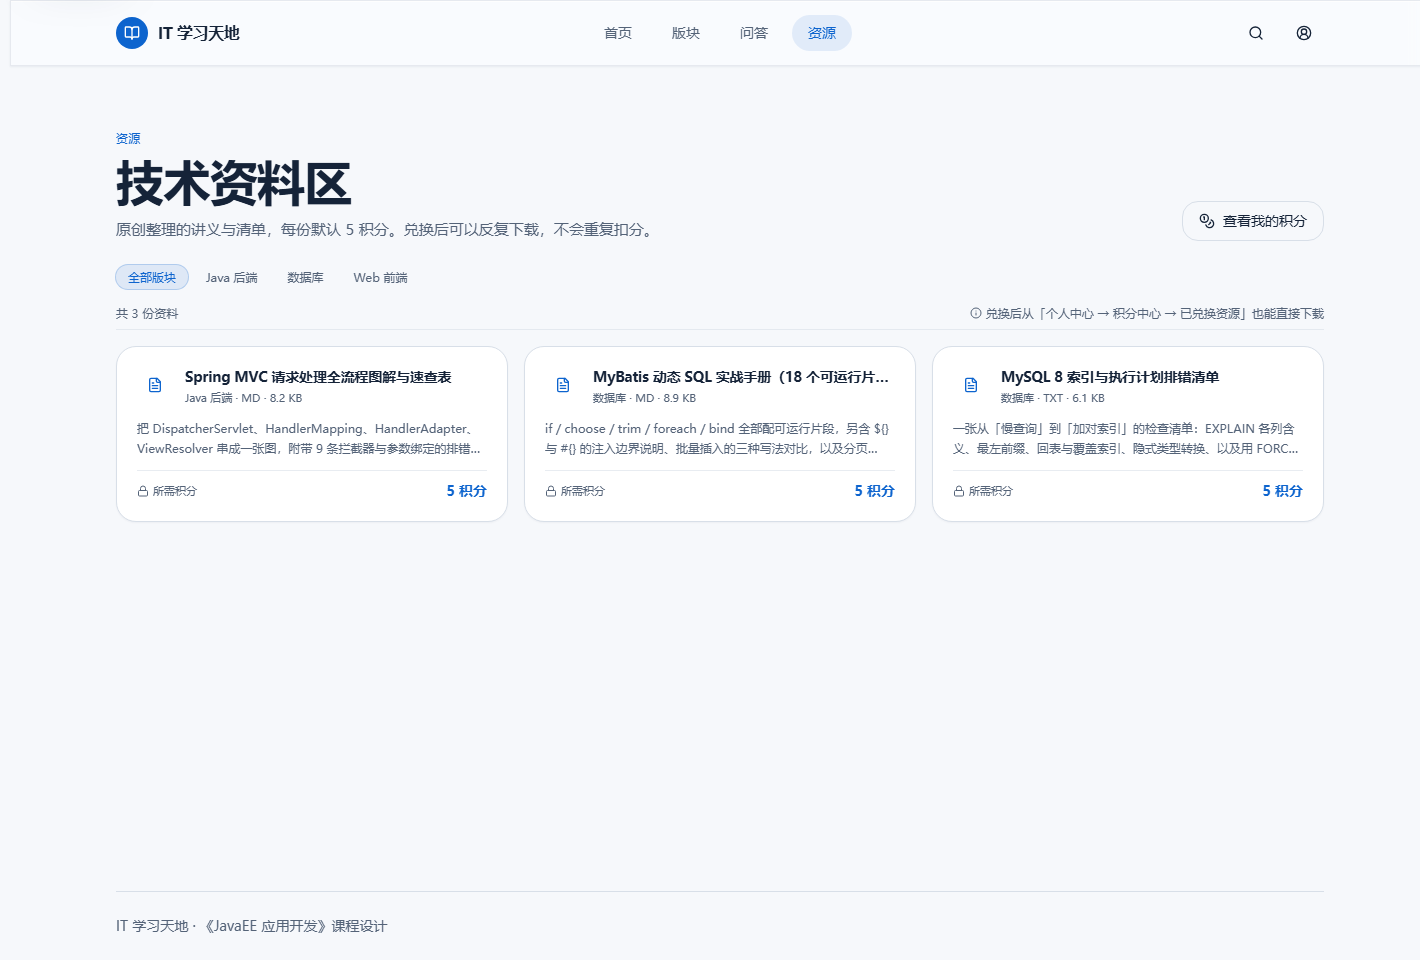 IT 学习天地
首页
版块
问答
资源
资源
技术资料区
原创整理的讲义与清单，每份默认 5 积分。兑换后可以反复下载，不会重复扣分。
查看我的积分
全部版块
Java 后端
数据库
Web 前端
共 3 份资料
兑换后从「个人中心 → 积分中心 → 已兑换资源」也能直接下载
Spring MVC 请求处理全流程图解与速查表
Java 后端 · MD · 8.2 KB
把 DispatcherServlet、HandlerMapping、HandlerAdapter、
ViewResolver 串成一张图，附带 9 条拦截器与参数绑定的排错...
所需积分
5 积分
MyBatis 动态 SQL 实战手册（18 个可运行片...
数据库 · MD · 8.9 KB
if / choose / trim / foreach / bind 全部配可运行片段，另含 ${}
与 #{} 的注入边界说明、批量插入的三种写法对比，以及分页...
所需积分
5 积分
MySQL 8 索引与执行计划排错清单
数据库 · TXT · 6.1 KB
一张从「慢查询」到「加对索引」的检查清单：EXPLAIN 各列含
义、最左前缀、回表与覆盖索引、隐式类型转换、以及用 FORC...
所需积分
5 积分
IT 学习天地 · 《JavaEE 应用开发》课程设计